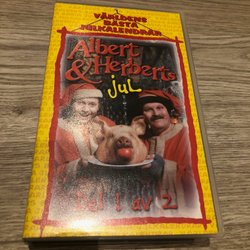 VÄRLDENS
BÄSTA
JULKALENDRAR
Albert
& Herberts
jul
Del 1 av 2